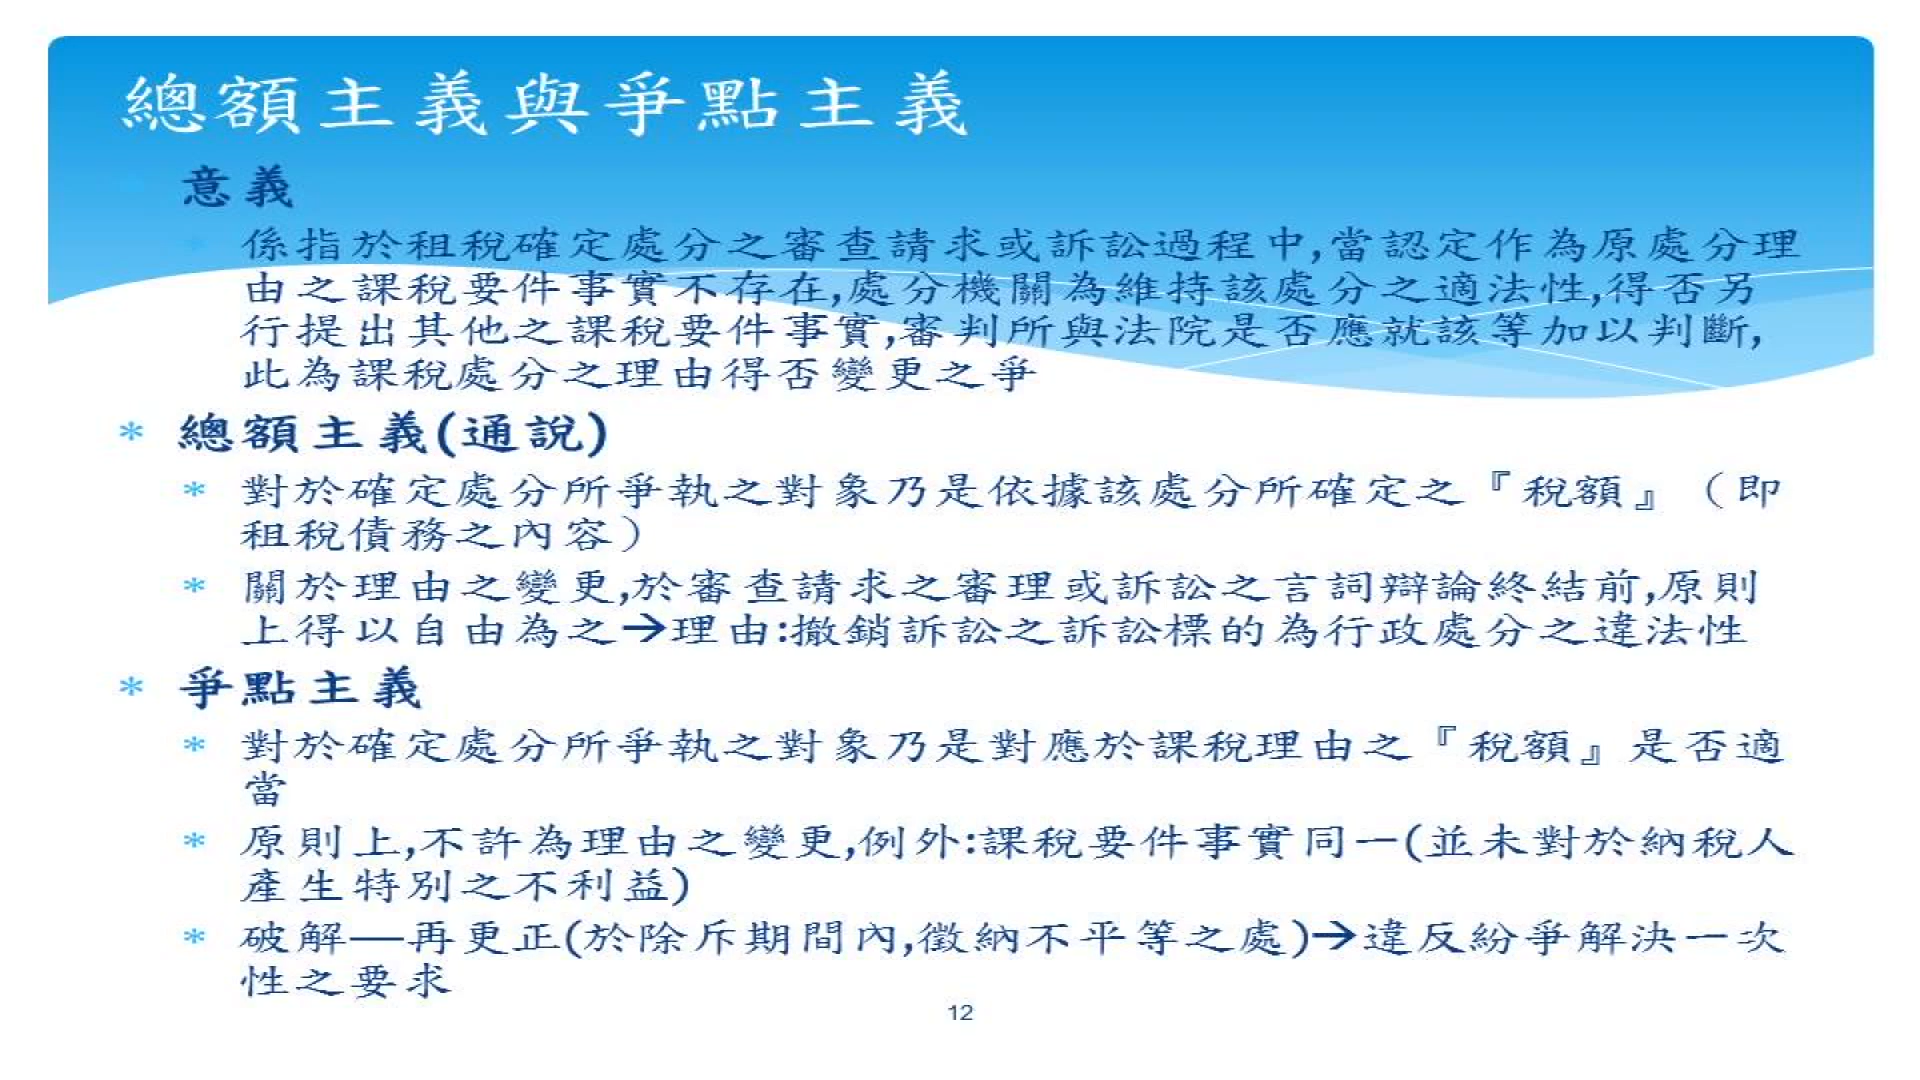 總額主義與爭點主義
意義
係指於租稅確定處分之審查請求或訴訟過程中,當認定作為原處分理
由之課稅要件事實不存在,處分機關為維持該處分之適法性,得否另
行提出其他之課稅要件事實,審判所與法院是否應就該等加以判斷,
此為課稅處分之理由得否變更之爭
* 總額主義(通說)
* 對於確定處分所爭執之對象乃是依據該處分所確定之『稅額』（即
租稅債務之內容）
* 關於理由之變更,於審查請求之審理或訴訟之言詞辯論終結前,原則
上得以自由為之→理由:撤銷訴訟之訴訟標的為行政處分之違法性
* 爭點主義
* 對於確定處分所爭執之對象乃是對應於課稅理由之『稅額』是否適
當
* 原則上,不許為理由之變更,例外:課稅要件事實同一(並未對於納稅人
產生特別之不利益)
* 破解—再更正(於除斥期間內,徵納不平等之處)→違反紛爭解決一次
性之要求
12